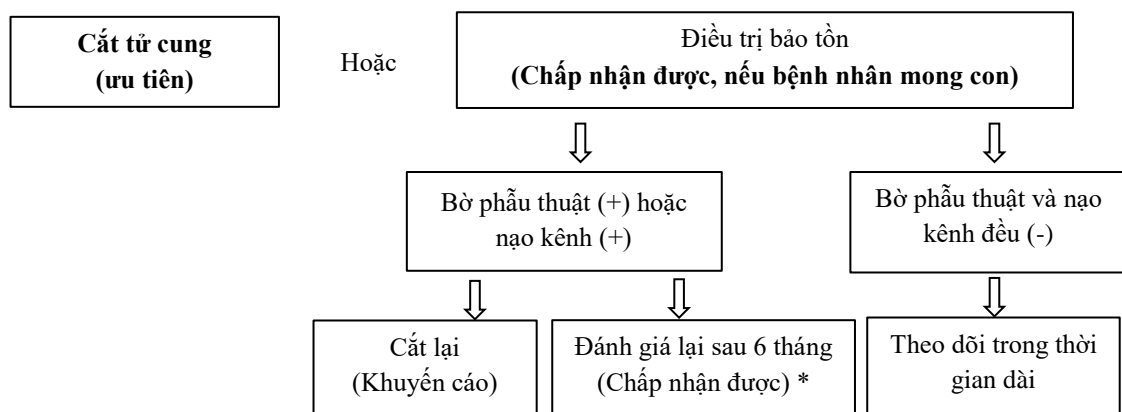 Cắt tử cung
(ưu tiên)
Hoặc
Điều trị bảo tồn
(Chấp nhận được, nếu bệnh nhân mong con)
Bờ phẫu thuật (+) hoặc
nạo kênh (+)
Bờ phẫu thuật và nạo
kênh đều (-)
Cắt lại
(Khuyến cáo)
Đánh giá lại sau 6 tháng
(Chấp nhận được) *
Theo dõi trong thời
gian dài